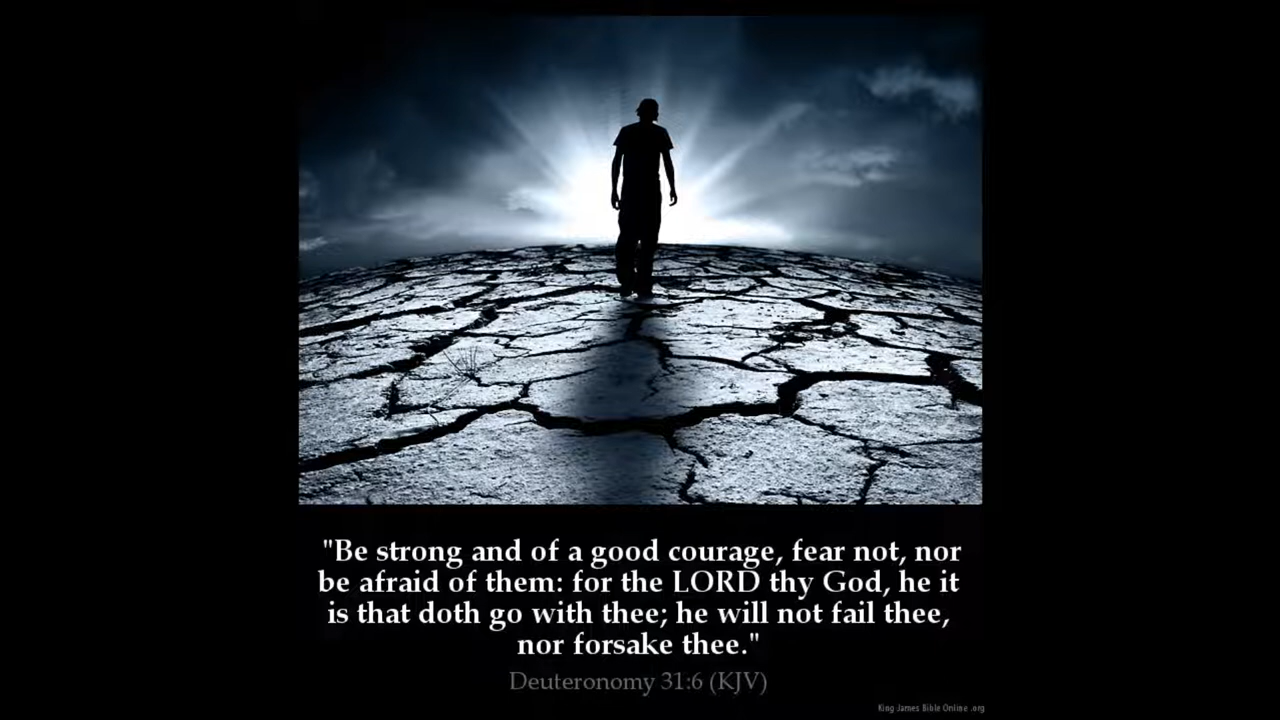 "Be strong and of a good courage, fear not, nor
be afraid of them: for the LORD thy God, he it
is that doth go with thee; he will not fail thee,
nor forsake thee."
Deuteronomy 31:6 (KJV)
King James Bible Online .org